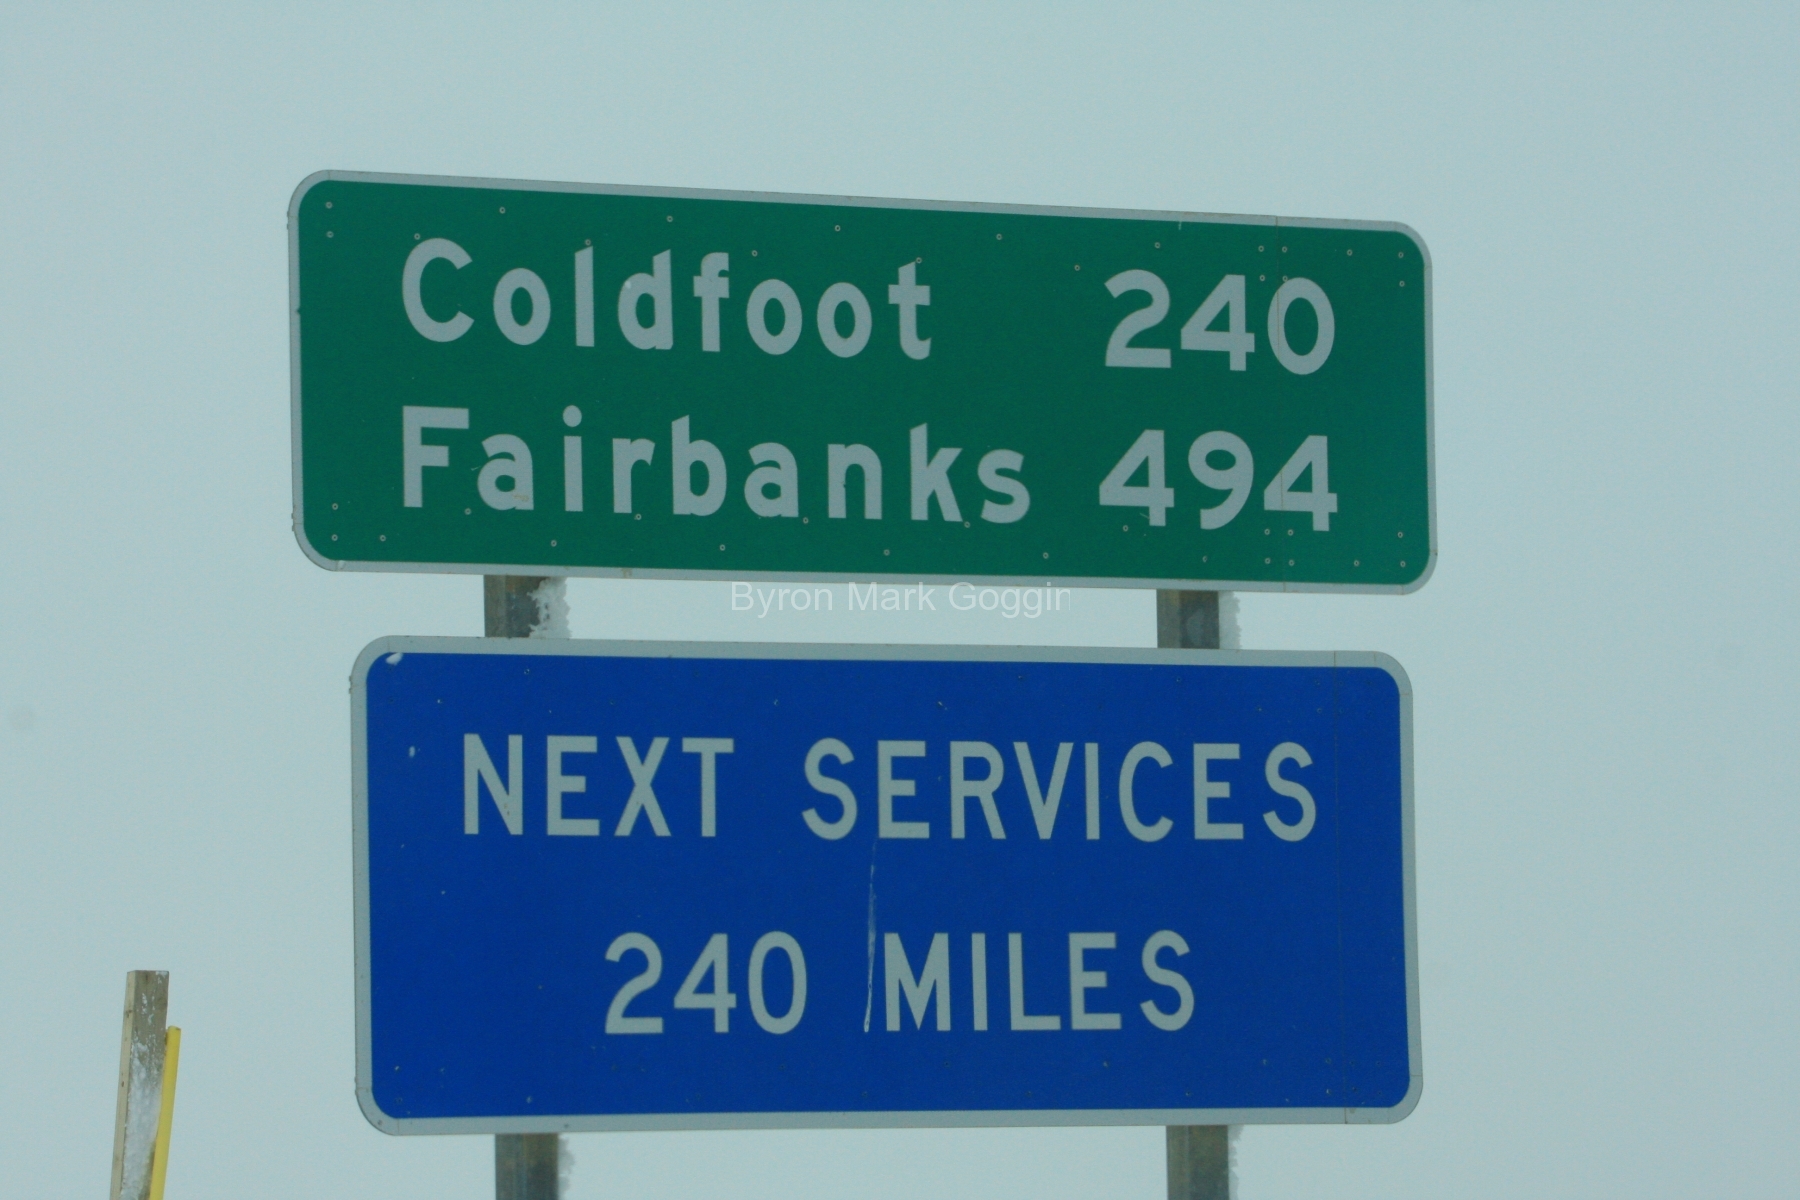 Coldfoot 240
Fairbanks 494
Byron Mark Goggin
NEXT SERVICES
240 MILES